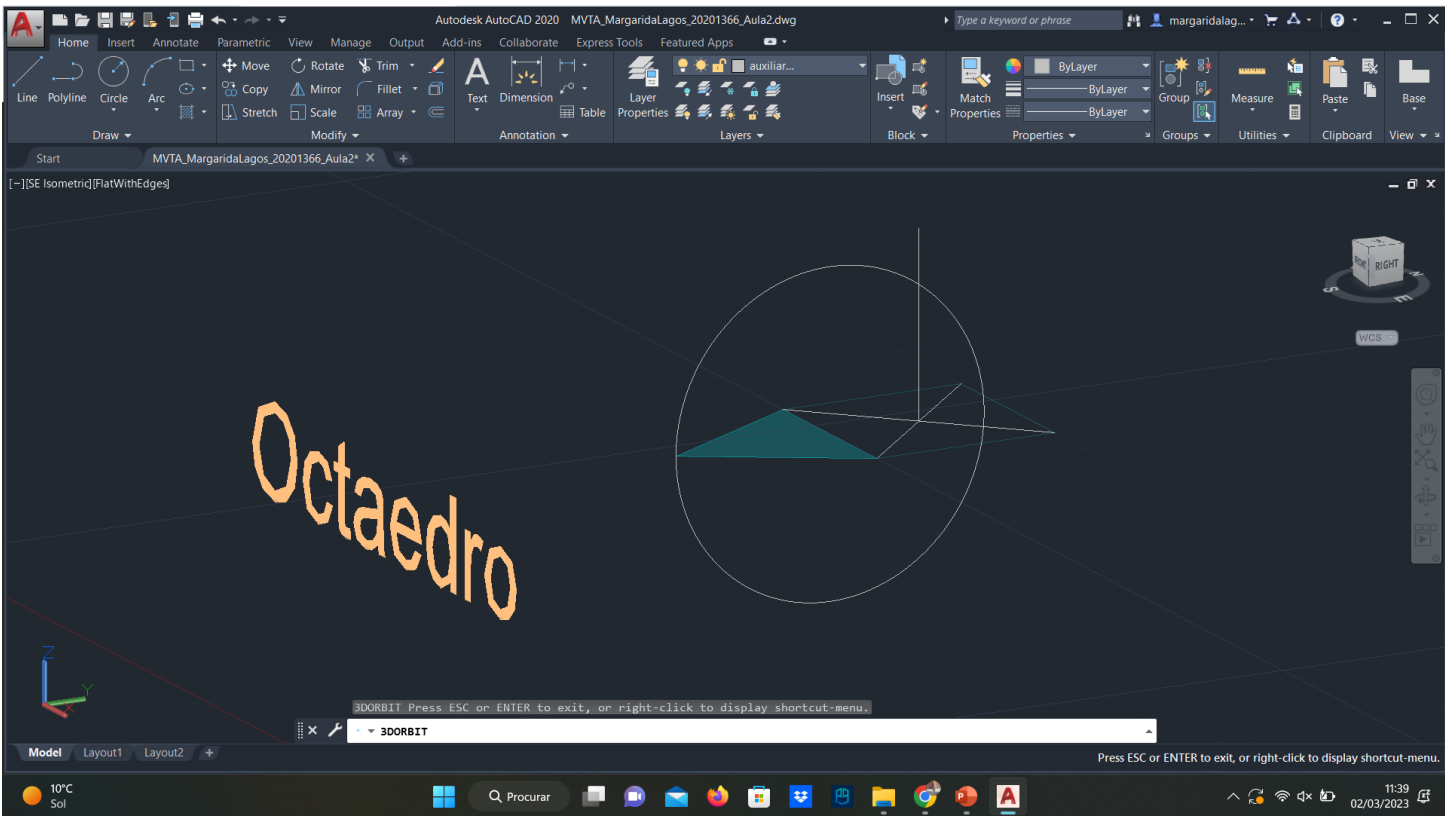 Autodesk AutoCAD 2020 MVTA_MargaridaLagos_20201366_Aula2.dwg
Type a keyword or phrase
margaridalag...
Home Insert Annotate Parametric View Manage Output Add-ins Collaborate Express Tools Featured Apps
Line Polyline Circle Arc
Move Rotate Trim
Copy Mirror Fillet
Stretch Scale Array
Text Dimension
Table
Layer Properties
auxiliar...
Insert
Match Properties
ByLayer
ByLayer
ByLayer
Group
Measure
Paste
Base
Draw Modify Annotation Layers Block Properties Groups Utilities Clipboard View
Start MVTA_MargaridaLagos_20201366_Aula2*
[−][SE Isometric][FlatWithEdges]
RIGHT
S E
WCS
Octaedro
Z
Y
X
3DORBIT Press ESC or ENTER to exit, or right-click to display shortcut-menu.
3DORBIT
Model Layout1 Layout2
Press ESC or ENTER to exit, or right-click to display shortcut-menu.
10°C
Sol
Procurar
11:39
02/03/2023